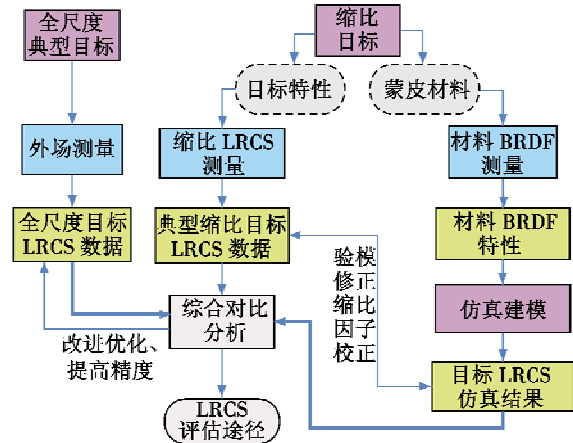 全尺度
典型目标
缩比
目标
目标特性
蒙皮材料
外场测量
缩比 LRCS
测量
材料 BRDF
测量
全尺度目标
LRCS 数据
典型缩比目标
LRCS 数据
材料 BRDF
特性
验模
修正
缩比
因子
校正
综合对比
分析
仿真建模
改进优化、
提高精度
目标 LRCS
仿真结果
LRCS
评估途径